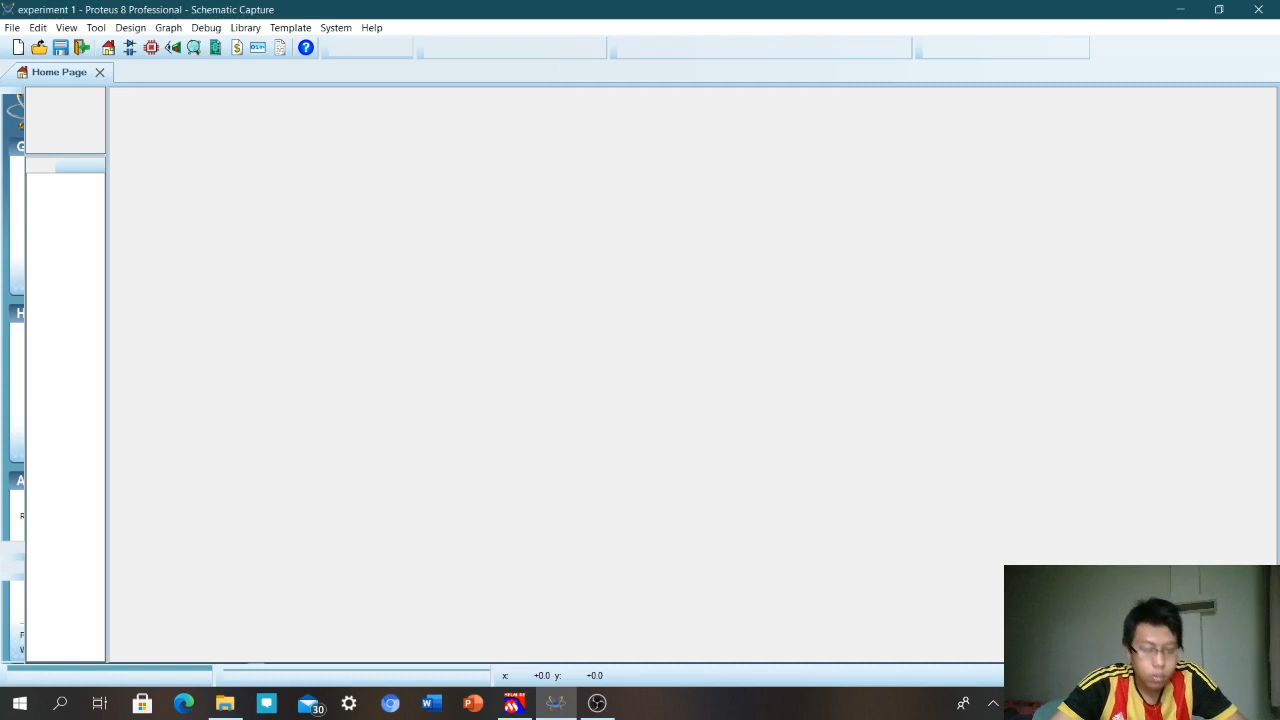 experiment 1 - Proteus 8 Professional - Schematic Capture
File Edit View Tool Design Graph Debug Library Template System Help
Home Page
G
H
A
R
F
W
x: +0.0 y: +0.0
30